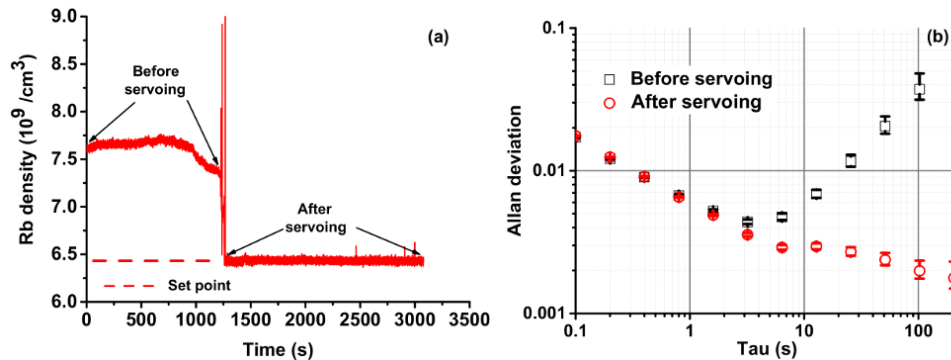 (a)
9.0
8.5
8.0
7.5
7.0
6.5
6.0
Rb density (10⁹ /cm³)
Before
servoing
After
servoing
Set point
0
500
1000
1500
2000
2500
3000
3500
Time (s)
(b)
Before servoing
After servoing
0.01
0.001
Allan deviation
0.1
1
10
100
Tau (s)